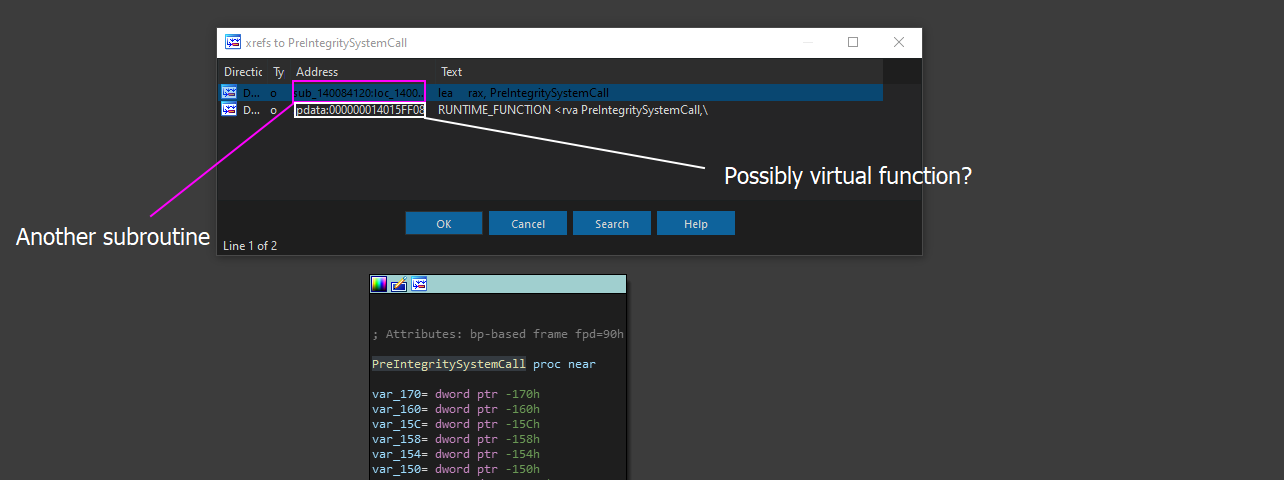 xrefs to PreIntegritySystemCall
Directic Ty Address Text
D... o sub_140084120:loc_1400... lea rax, PreIntegritySystemCall
D... o pdata:000000014015FF08 RUNTIME_FUNCTION <rva PreIntegritySystemCall,\
Possibly virtual function?
Another subroutine
OK Cancel Search Help
Line 1 of 2
; Attributes: bp-based frame fpd=90h
PreIntegritySystemCall proc near
var_170= dword ptr -170h
var_160= dword ptr -160h
var_15C= dword ptr -15Ch
var_158= dword ptr -158h
var_154= dword ptr -154h
var_150= dword ptr -150h